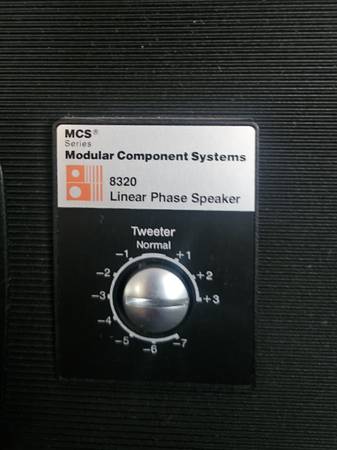 MCS®
Series
Modular Component Systems
8320
Linear Phase Speaker
Tweeter
Normal
-1 +1
-2 +2
-3 +3
-4
-5 -6 -7